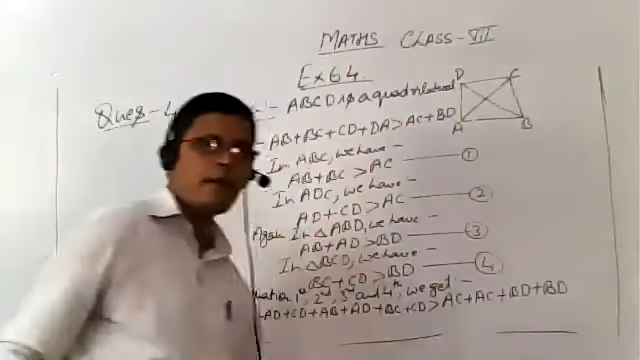 MATHS CLASS-VII
Ex 6.4
Ques-4 :- ABCD is a quadrilateral
D C
A B
- AB+BC+CD+DA>AC+BD
In ABC, we have -
AB+BC >AC ①
In ADC, we have -
AD+CD>AC ②
Again In △ABD, we have -
AB+AD >BD ③
In △BCD, we have -
BC+CD>BD ④
1st, 2nd, 3rd and 4th, we get :-
AD+CD+AB+AD+BC+CD>AC+AC+BD+BD